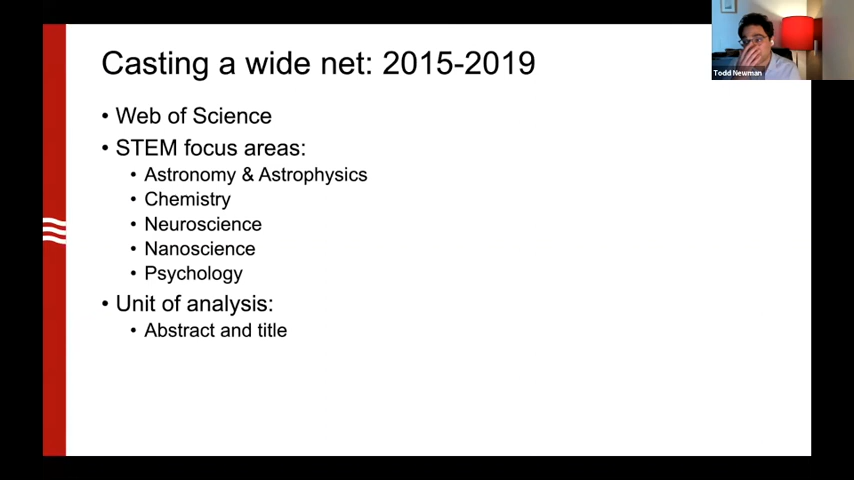 Casting a wide net: 2015-2019
• Web of Science
• STEM focus areas:
• Astronomy & Astrophysics
• Chemistry
• Neuroscience
• Nanoscience
• Psychology
• Unit of analysis:
• Abstract and title
Todd Newman